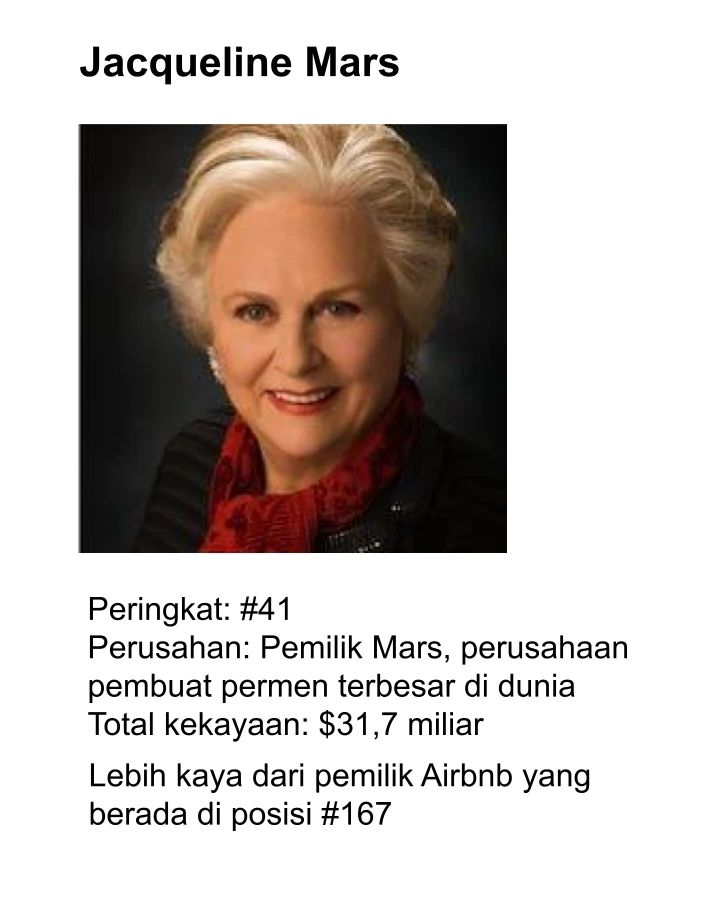 Jacqueline Mars
Peringkat: #41
Perusahan: Pemilik Mars, perusahaan
pembuat permen terbesar di dunia
Total kekayaan: $31,7 miliar
Lebih kaya dari pemilik Airbnb yang
berada di posisi #167